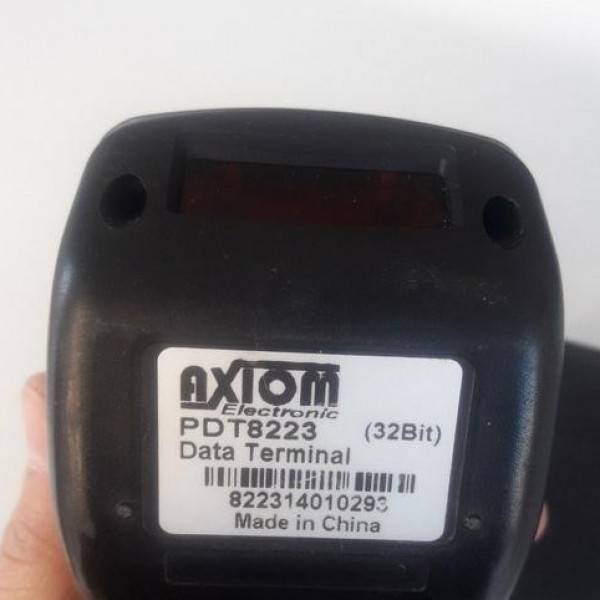 AXIOM
Electronic
PDT8223 (32Bit)
Data Terminal
822314010293
Made in China